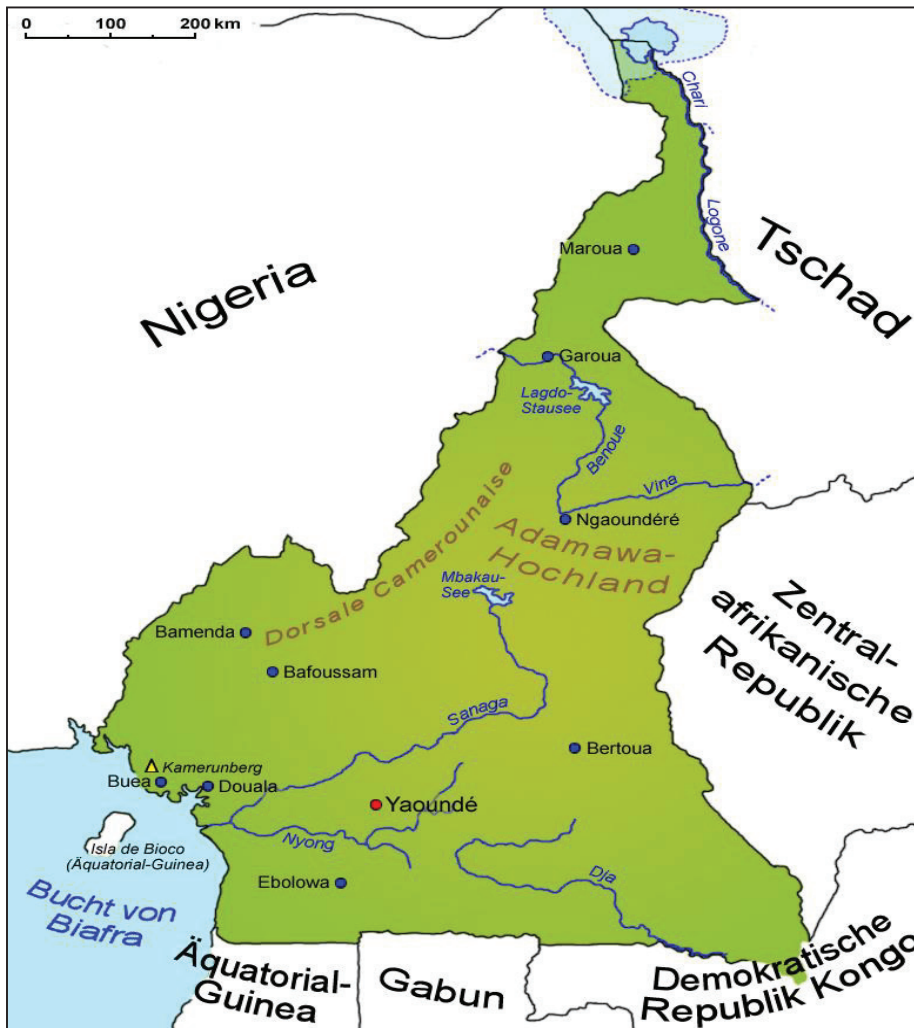 0 100 200 km
Chari
Logone
Tschad
Nigeria
Maroua
Garoua
Lagdo-
Stausee
Benoue
Vina
Ngaoundéré
Adamawa-
Hochland
Dorsale Camerounaise
Mbakau-
See
Zentral-
afrikanische
Republik
Bamenda
Bafoussam
Sanaga
Bertoua
Kamerunberg
Buea
Douala
Yaoundé
Nyong
Isla de Bioco
(Äquatorial-Guinea)
Dja
Ebolowa
Bucht von
Biafra
Äquatorial-
Guinea
Gabun
Demokratische
Republik Kongo